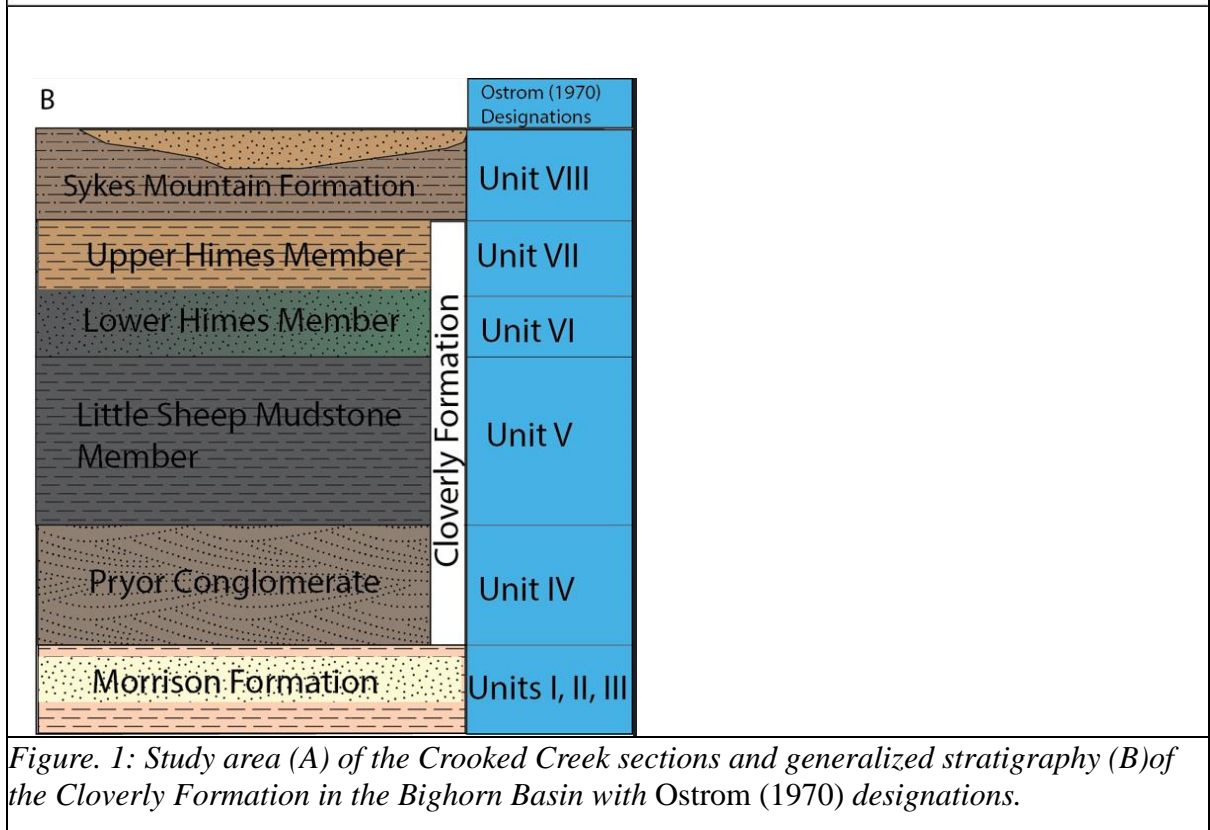 B
Ostrom (1970)
Designations
Sykes Mountain Formation
Unit VIII
Upper Himes Member
Unit VII
Lower Himes Member
Unit VI
Cloverly Formation
Little Sheep Mudstone
Member
Unit V
Pryor Conglomerate
Unit IV
Morrison Formation
Units I, II, III
Figure. 1: Study area (A) of the Crooked Creek sections and generalized stratigraphy (B)of
the Cloverly Formation in the Bighorn Basin with Ostrom (1970) designations.